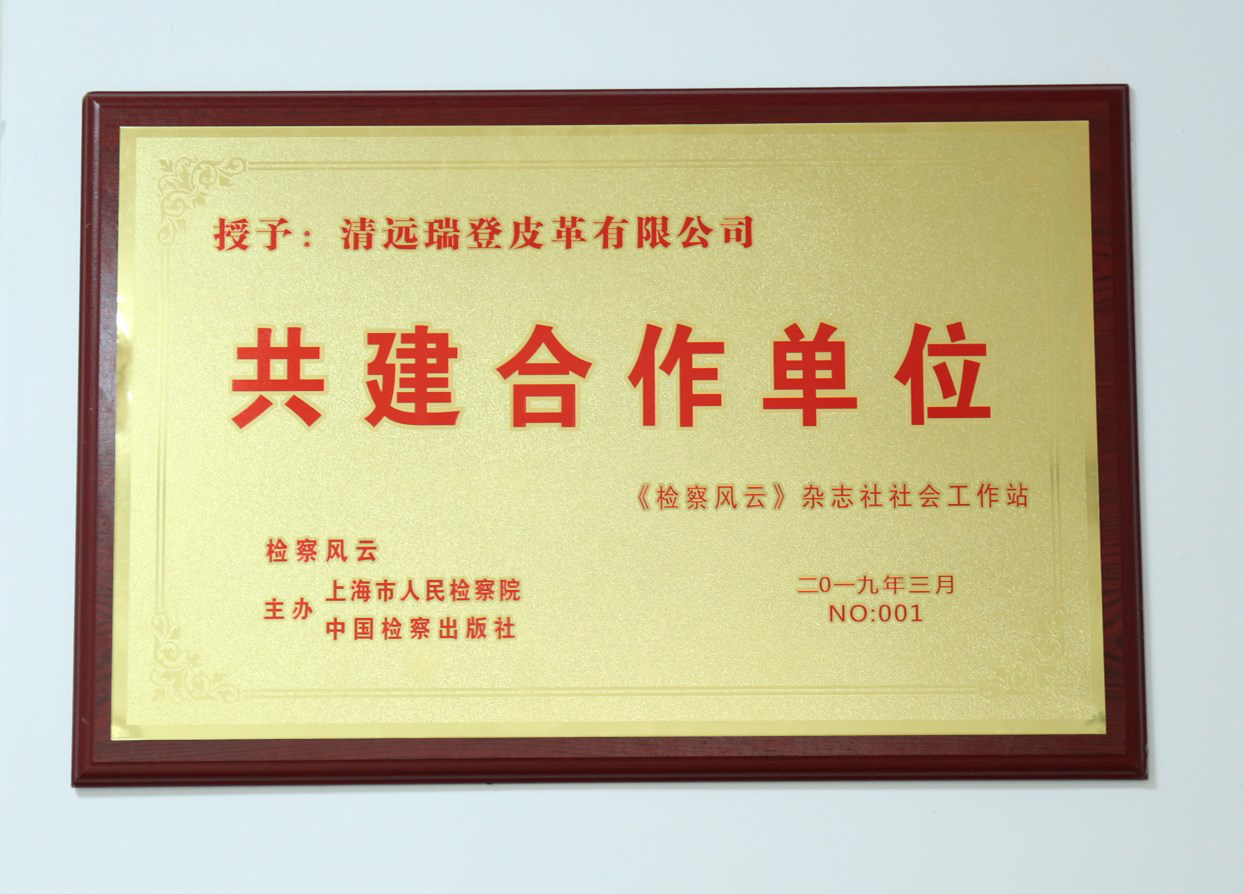 授予：清远瑞登皮革有限公司
共建合作单位
《检察风云》杂志社社会工作站
检察风云
主办
上海市人民检察院
中国检察出版社
二0一九年三月
NO:001